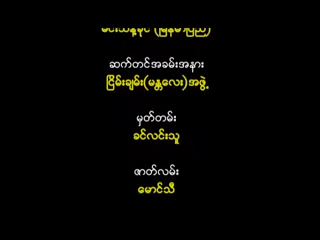 ဆက်တင်အခမ်းအနား
ငြိမ်းချမ်း(မန္တလေး)အဖွဲ့
မှတ်တမ်း
ခင်လင်းသူ
ဇာတ်လမ်း
မောင်သီ